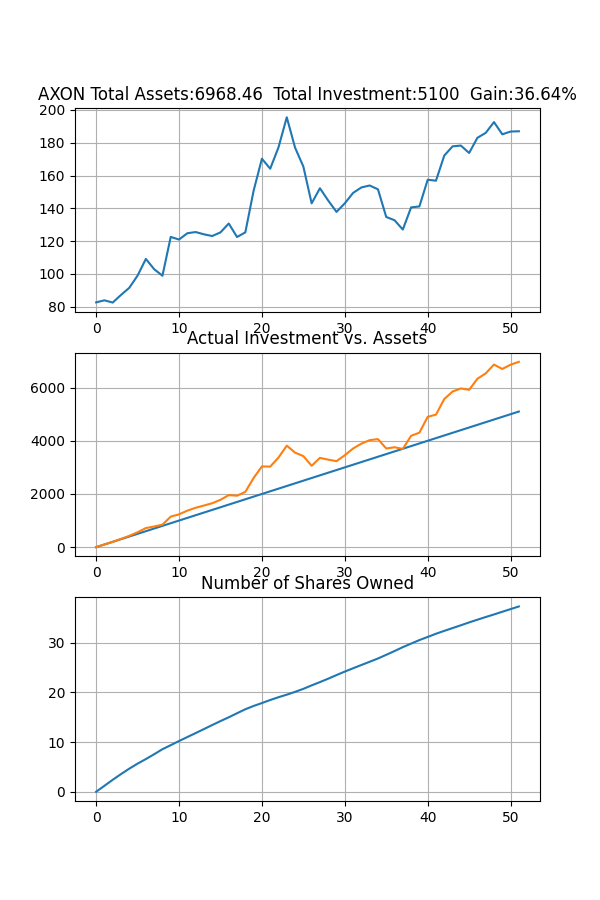 AXON Total Assets:6968.46  Total Investment:5100  Gain:36.64%
200
180
160
140
120
100
80
0 10 20 30 40 50
Actual Investment vs. Assets
6000
4000
2000
0
0 10 20 30 40 50
Number of Shares Owned
30
20
10
0
0 10 20 30 40 50